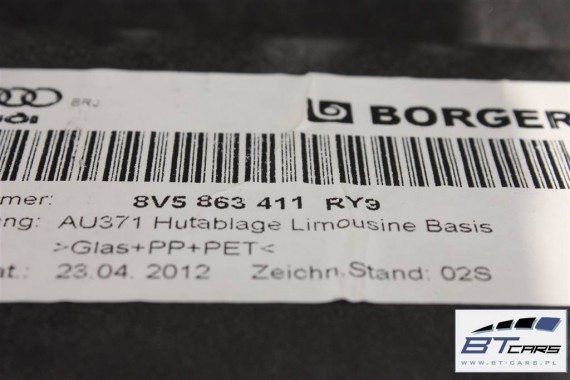 BRJ
BORGER
mer: 8V5 863 411 RY9
ung: AU371 Hutablage Limousine Basis
>Glas+PP+PET<
at.: 23.04.2012 Zeichn.Stand: 02S
BTCARS
WWW.BT-CARS.PL